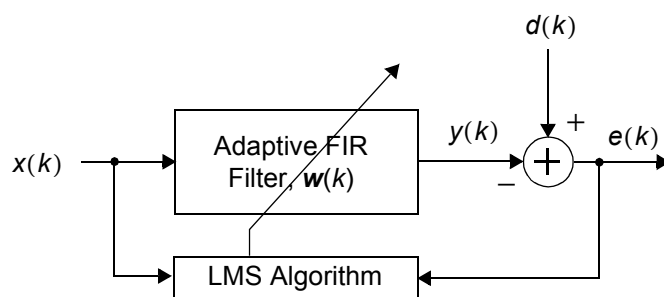 d(k)
+
Adaptive FIR
Filter, w(k)
y(k)
+
e(k)
x(k)
−
LMS Algorithm